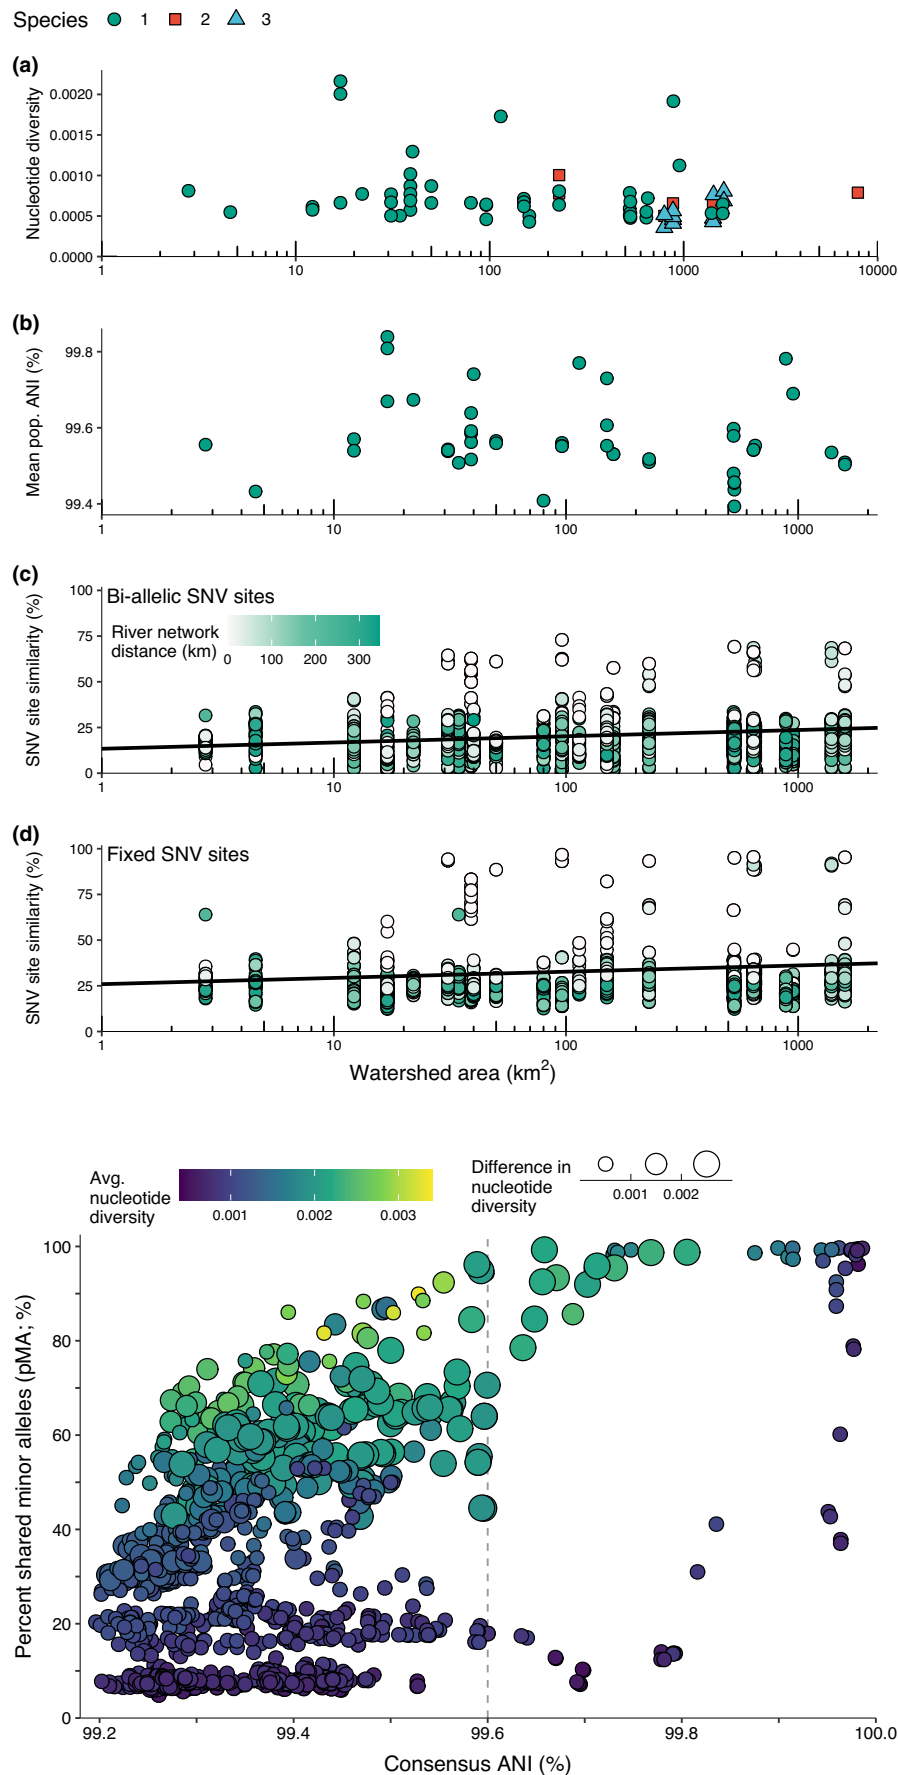 Species 1 2 3
(a)
Nucleotide diversity
0.0020
0.0015
0.0010
0.0005
0.0000
1 10 100 1000 10000
(b)
Mean pop. ANI (%)
99.8
99.6
99.4
1 10 100 1000
(c)
SNV site similarity (%)
Bi-allelic SNV sites
River network
distance (km)
0 100 200 300
100
75
50
25
0
1 10 100 1000
(d)
SNV site similarity (%)
Fixed SNV sites
100
75
50
25
0
1 10 100 1000
Watershed area (km²)
Avg.
nucleotide
diversity
0.001 0.002 0.003
Difference in
nucleotide
diversity
0.001 0.002
Percent shared minor alleles (pMA; %)
100
80
60
40
20
0
99.2 99.4 99.6 99.8 100.0
Consensus ANI (%)